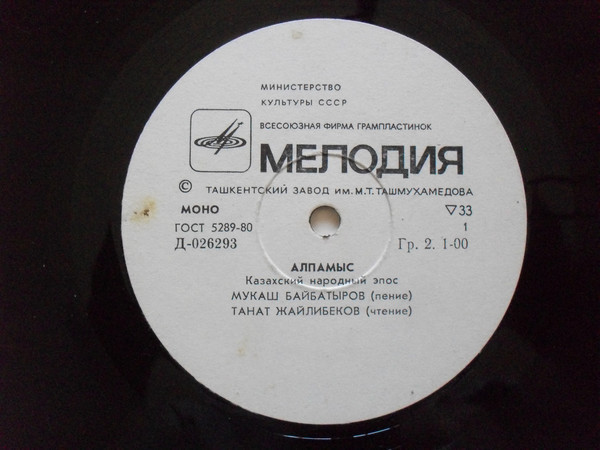 МИНИСТЕРСТВО
КУЛЬТУРЫ СССР
ВСЕСОЮЗНАЯ ФИРМА ГРАМПЛАСТИНОК
МЕЛОДИЯ
© ТАШКЕНТСКИЙ ЗАВОД ИМ. М.Т. ТАШМУХАМЕДОВА
МОНО ▽33
ГОСТ 5289-80 1
Д-026293 Гр. 2. 1-00
АЛПАМЫС
Казахский народный эпос
МУКАШ БАЙБАТЫРОВ (пение)
ТАНАТ ЖАЙЛИБЕКОВ (чтение)